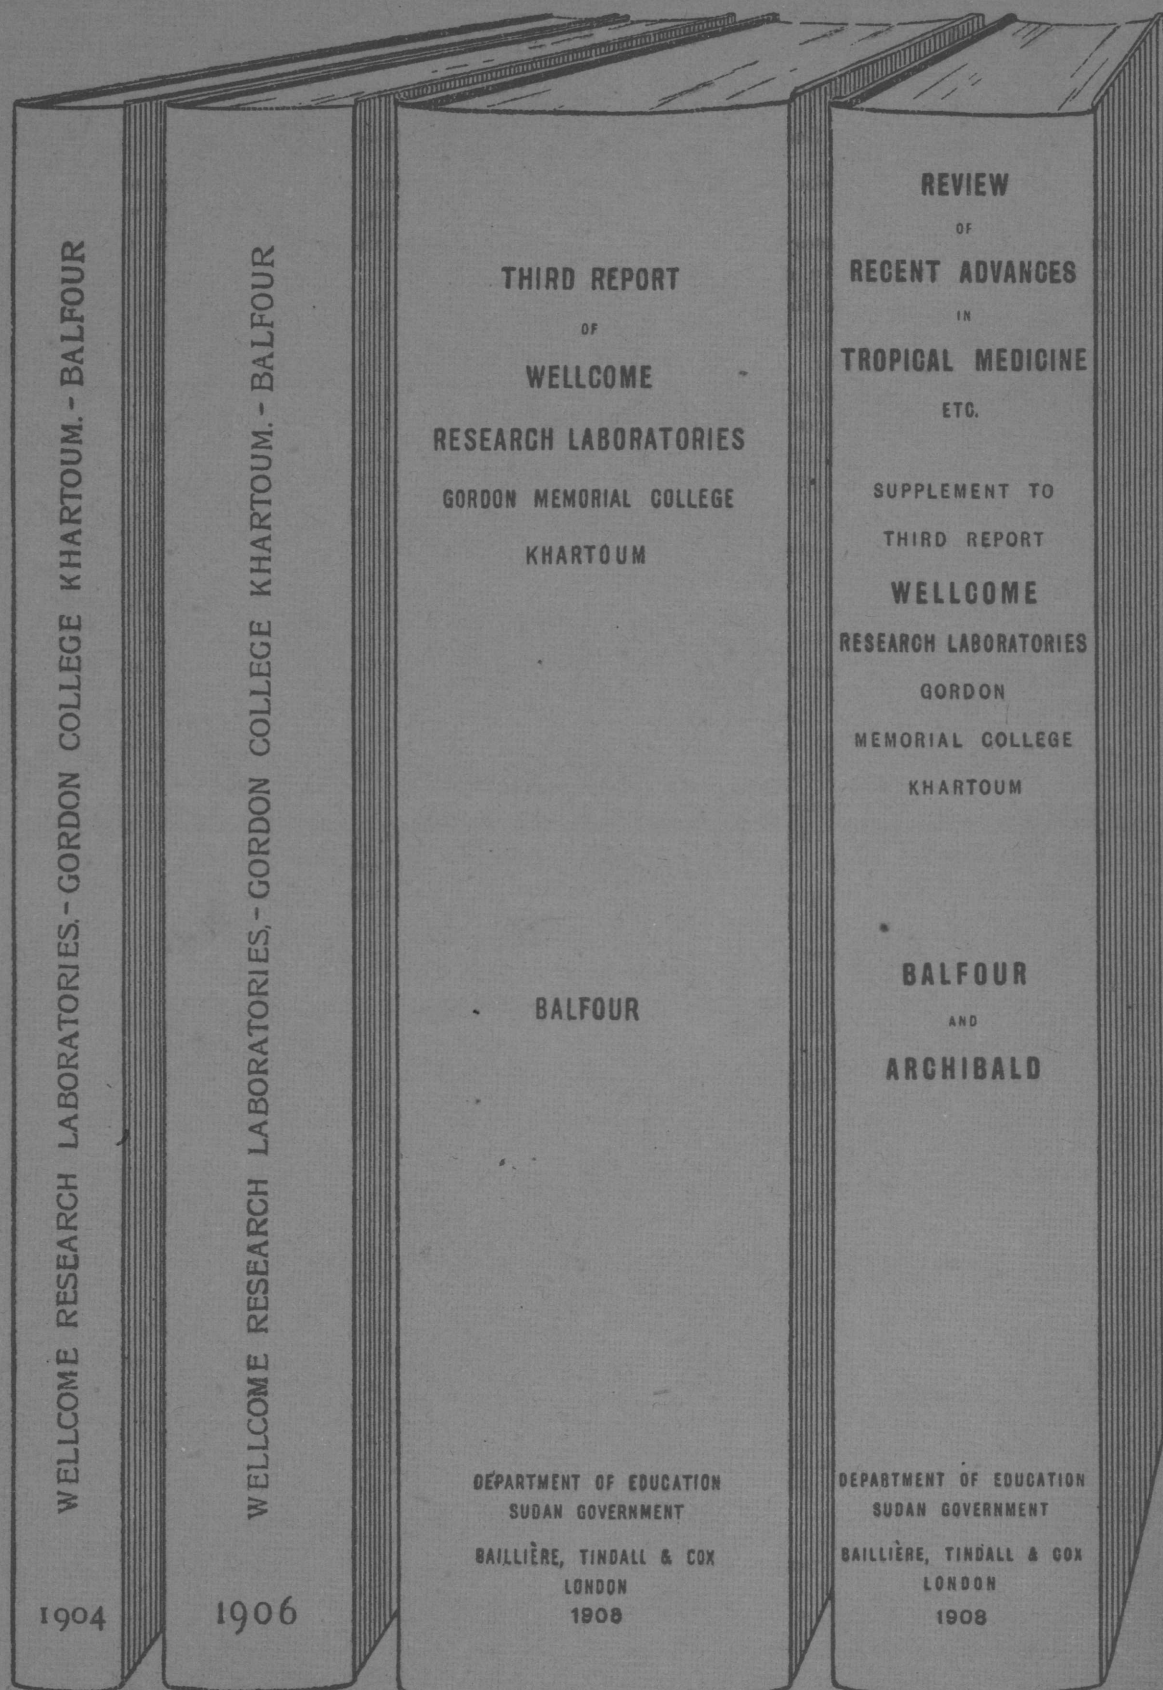 WELLCOME RESEARCH LABORATORIES.- GORDON COLLEGE KHARTOUM.- BALFOUR
1904
WELLCOME RESEARCH LABORATORIES,- GORDON COLLEGE KHARTOUM.- BALFOUR
1906
THIRD REPORT
OF
WELLCOME
RESEARCH LABORATORIES
GORDON MEMORIAL COLLEGE
KHARTOUM
BALFOUR
DEPARTMENT OF EDUCATION
SUDAN GOVERNMENT
BAILLIÈRE, TINDALL & COX
LONDON
1908
REVIEW
OF
RECENT ADVANCES
IN
TROPICAL MEDICINE
ETC.
SUPPLEMENT TO
THIRD REPORT
WELLCOME
RESEARCH LABORATORIES
GORDON
MEMORIAL COLLEGE
KHARTOUM
BALFOUR
AND
ARCHIBALD
DEPARTMENT OF EDUCATION
SUDAN GOVERNMENT
BAILLIÈRE, TINDALL & COX
LONDON
1908